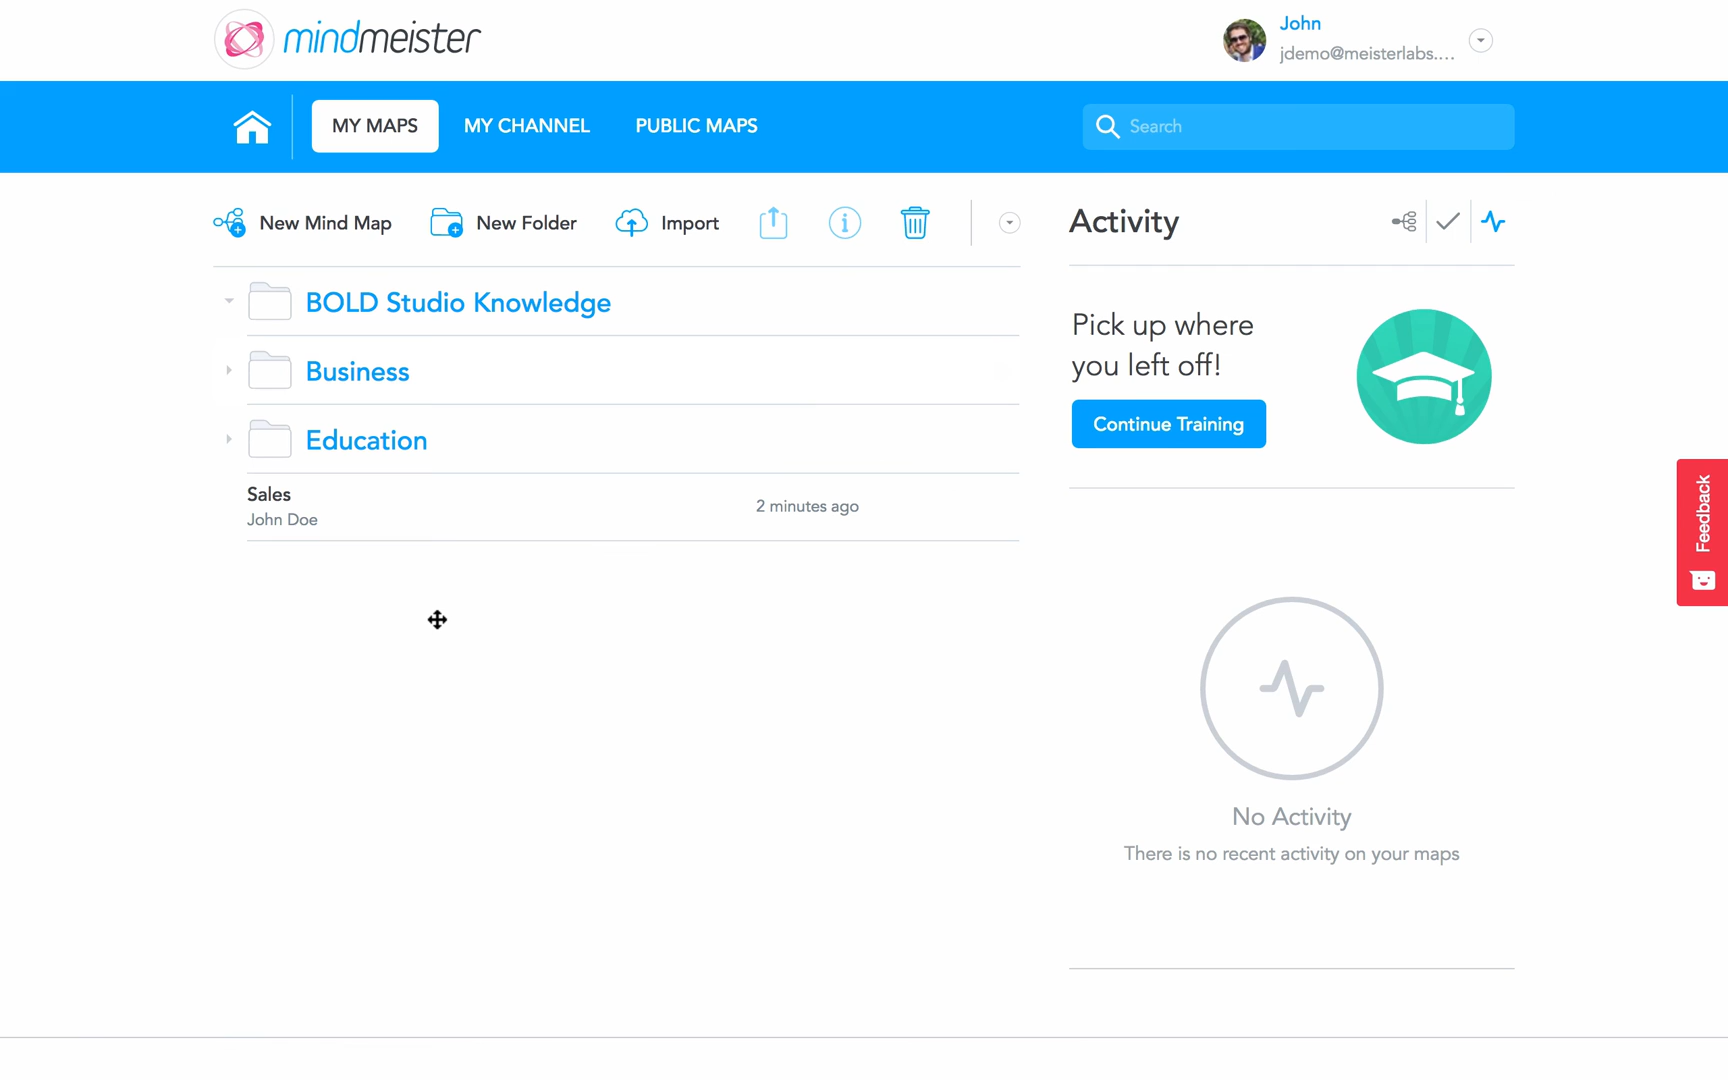 mindmeister
John
jdemo@meisterlabs....
MY MAPS
MY CHANNEL
PUBLIC MAPS
Search
New Mind Map
New Folder
Import
Activity
BOLD Studio Knowledge
Business
Education
Sales
John Doe
2 minutes ago
Pick up where
you left off!
Continue Training
Feedback
No Activity
There is no recent activity on your maps